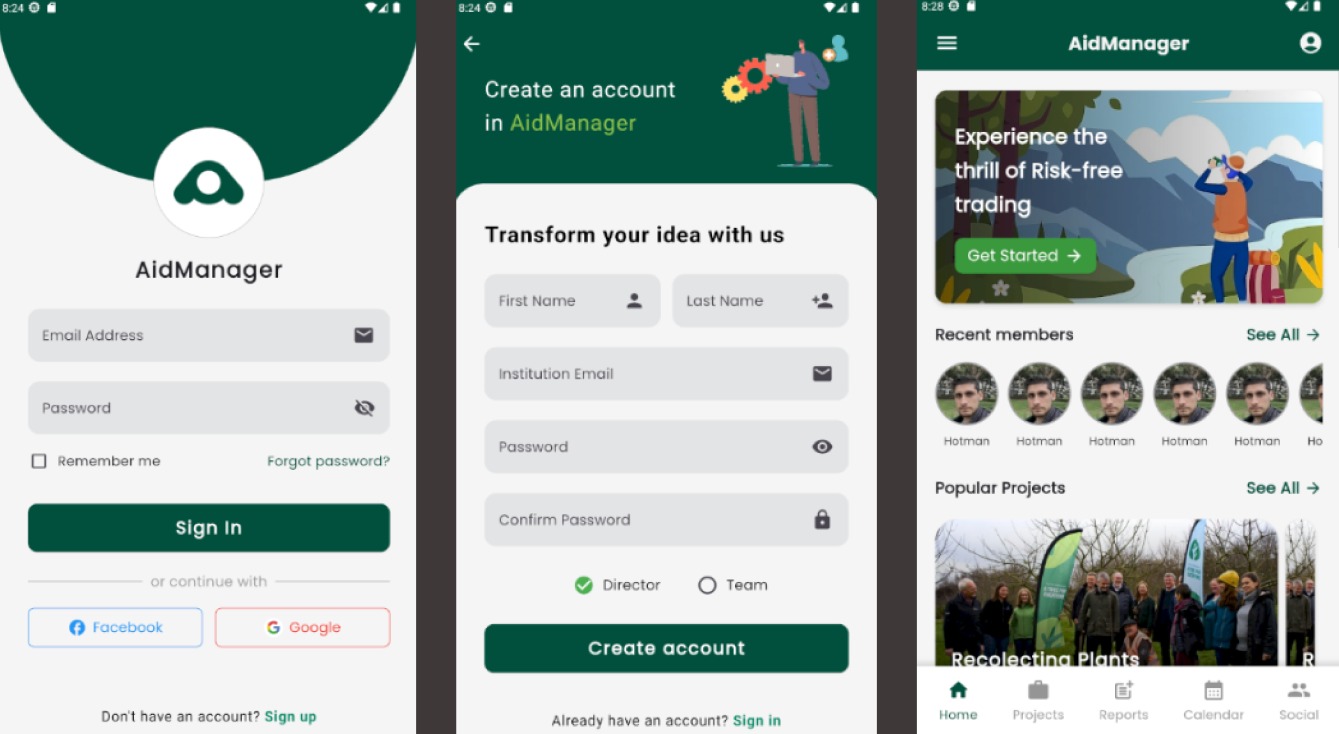 8:24
AidManager
Email Address
Password
Remember me
Forgot password?
Sign In
or continue with
Facebook
Google
Don't have an account? Sign up
8:24
Create an account
in AidManager
Transform your idea with us
First Name
Last Name
Institution Email
Password
Confirm Password
Director
Team
Create account
Already have an account? Sign in
8:28
AidManager
Experience the
thrill of Risk-free
trading
Get Started
Recent members
See All
Hotman
Hotman
Hotman
Hotman
Hotman
Ho
Popular Projects
See All
Recolecting Plants
R
Home
Projects
Reports
Calendar
Social